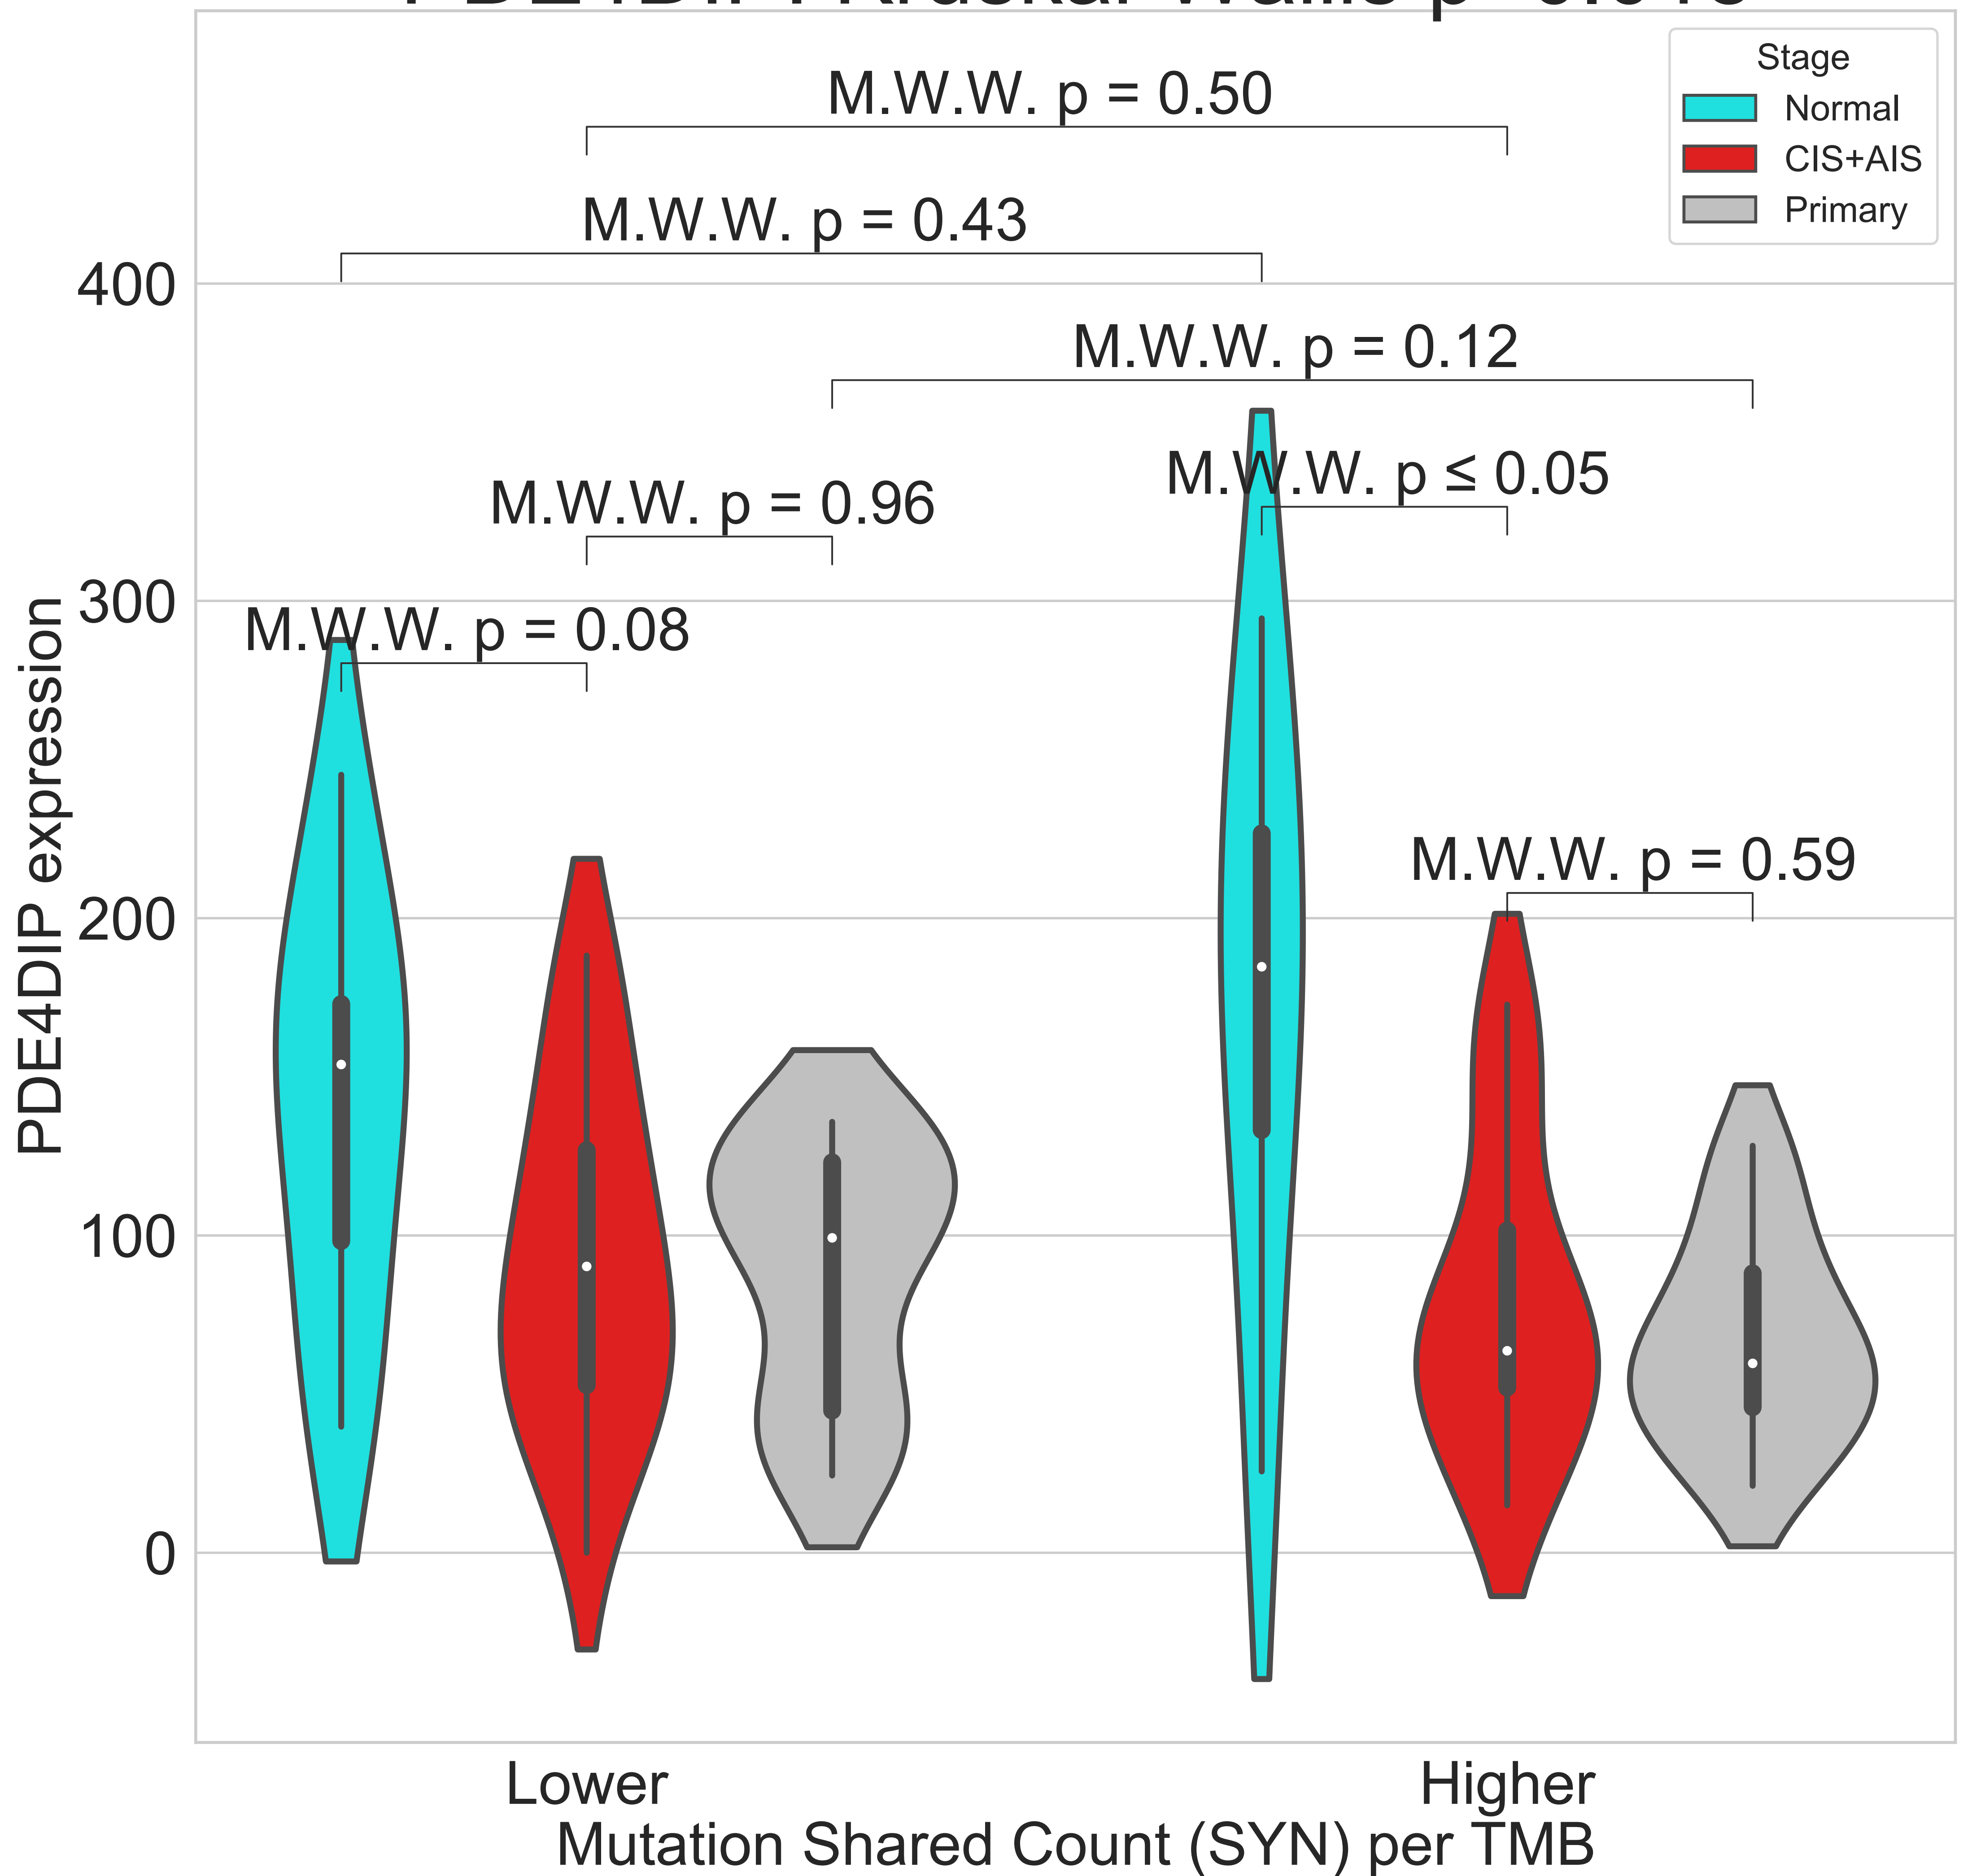 Stage
Normal
CIS+AIS
Primary
M.W.W. p = 0.50
M.W.W. p = 0.43
M.W.W. p = 0.12
M.W.W. p ≤ 0.05
M.W.W. p = 0.96
M.W.W. p = 0.08
M.W.W. p = 0.59
PDE4DIP expression
400
300
200
100
0
Lower
Higher
Mutation Shared Count (SYN) per TMB